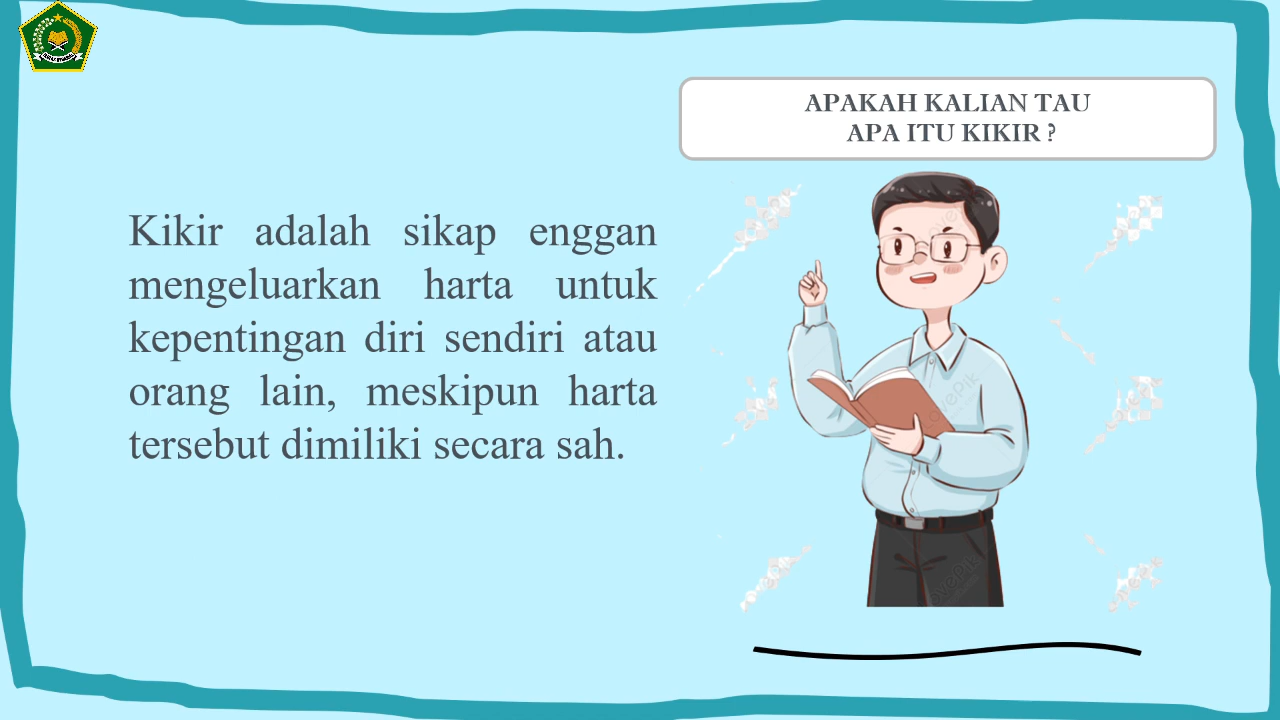 APAKAH KALIAN TAU
APA ITU KIKIR ?
Kikir adalah sikap enggan
mengeluarkan harta untuk
kepentingan diri sendiri atau
orang lain, meskipun harta
tersebut dimiliki secara sah.